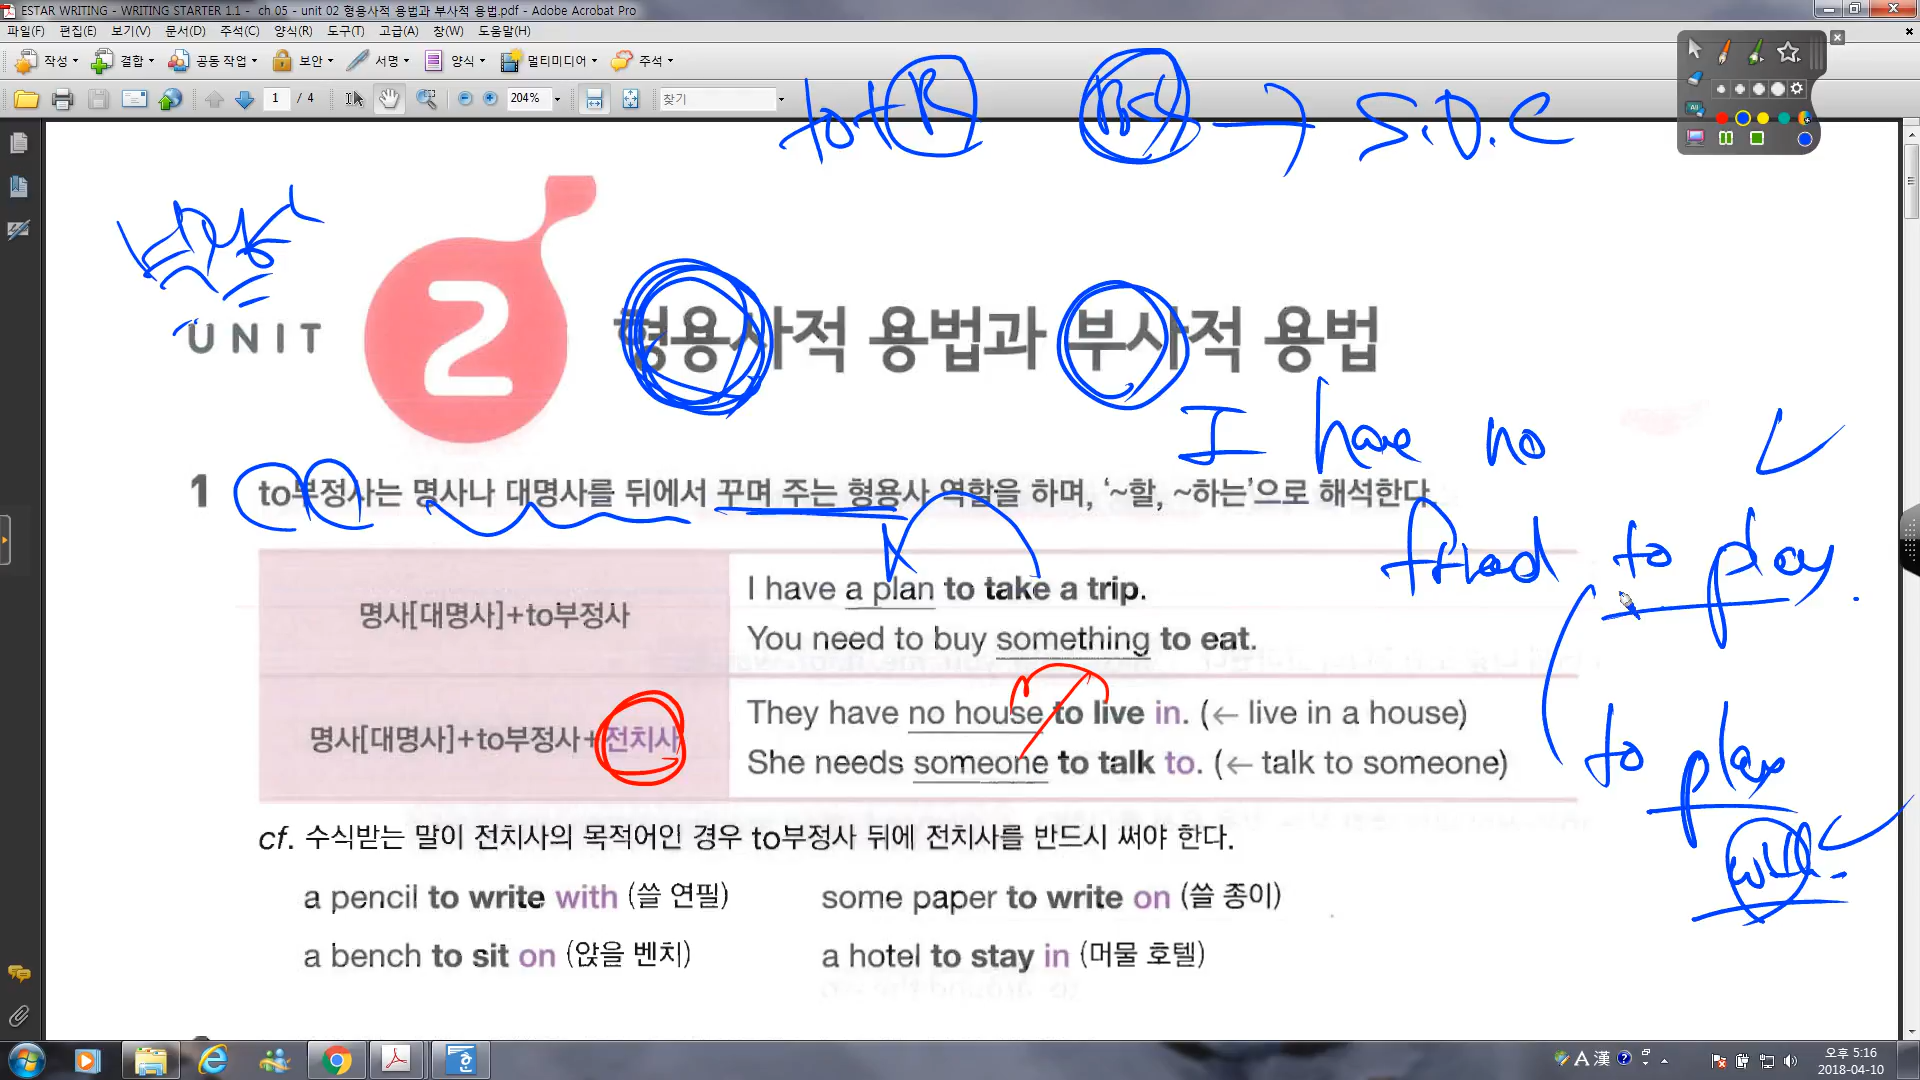 ESTAR WRITING - WRITING STARTER 1.1 - ch 05 - unit 02 형용사적 용법과 부사적 용법.pdf - Adobe Acrobat Pro
파일(F) 편집(E) 보기(V) 문서(D) 주석(C) 양식(R) 도구(T) 고급(A) 창(W) 도움말(H)
작성 결합 공동 작업 보안 서명 양식 멀티미디어 주석
1 / 4 204% 찾기
to+R → S.O.C
UNIT 2 형용사적 용법과 부사적 용법
I have no
1 to부정사는 명사나 대명사를 뒤에서 꾸며 주는 형용사 역할을 하며, ‘~할, ~하는’으로 해석한다.
friend to play.
명사[대명사]+to부정사
I have a plan to take a trip.
You need to buy something to eat.
명사[대명사]+to부정사+전치사
They have no house to live in. (← live in a house)
She needs someone to talk to. (← talk to someone)
to play
with.
cf. 수식받는 말이 전치사의 목적어인 경우 to부정사 뒤에 전치사를 반드시 써야 한다.
a pencil to write with (쓸 연필) some paper to write on (쓸 종이)
a bench to sit on (앉을 벤치) a hotel to stay in (머물 호텔)
A 漢
오후 5:16
2018-04-10